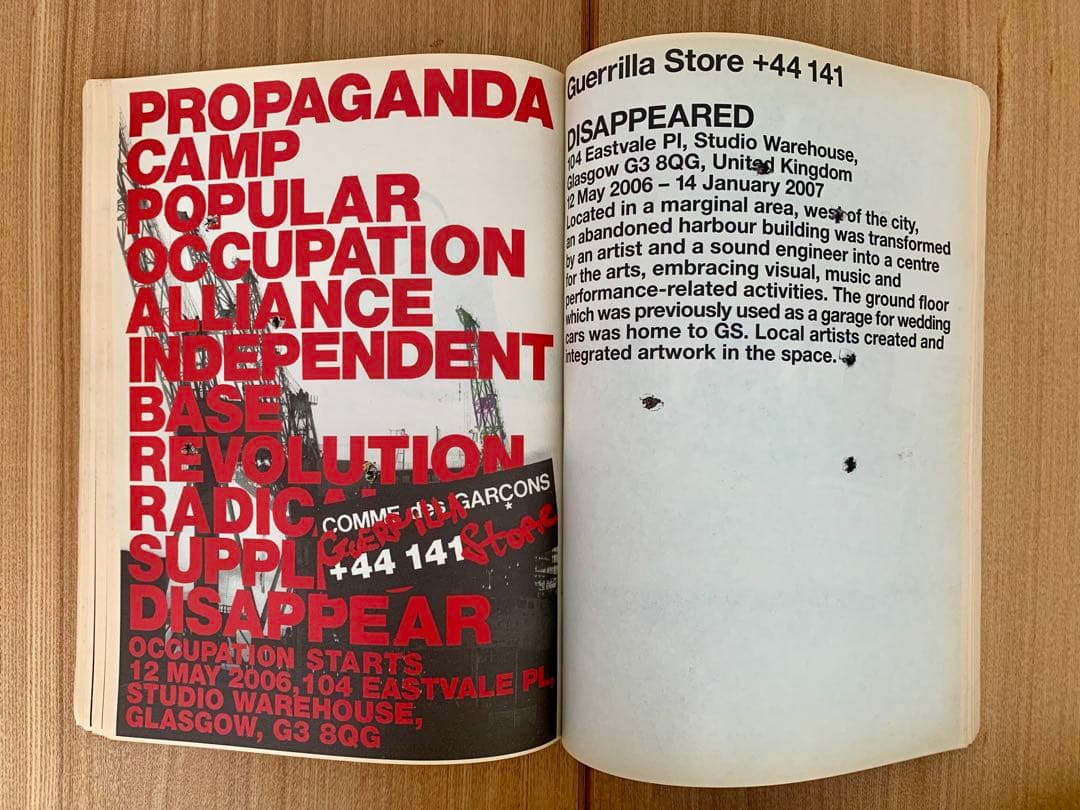 PROPAGANDA
CAMP
POPULAR
OCCUPATION
ALLIANCE
INDEPENDENT
BASE
REVOLUTION
RADIC
SUPPL
DISAPPEAR
COMME des GARÇONS
GUERRILLA
STORE
+44 141
OCCUPATION STARTS
12 MAY 2006, 104 EASTVALE PL,
STUDIO WAREHOUSE,
GLASGOW, G3 8QG
Guerrilla Store +44 141
DISAPPEARED
104 Eastvale Pl, Studio Warehouse,
Glasgow G3 8QG, United Kingdom
12 May 2006 – 14 January 2007
Located in a marginal area, west of the city,
an abandoned harbour building was transformed
by an artist and a sound engineer into a centre
for the arts, embracing visual, music and
performance-related activities. The ground floor
which was previously used as a garage for wedding
cars was home to GS. Local artists created and
integrated artwork in the space.